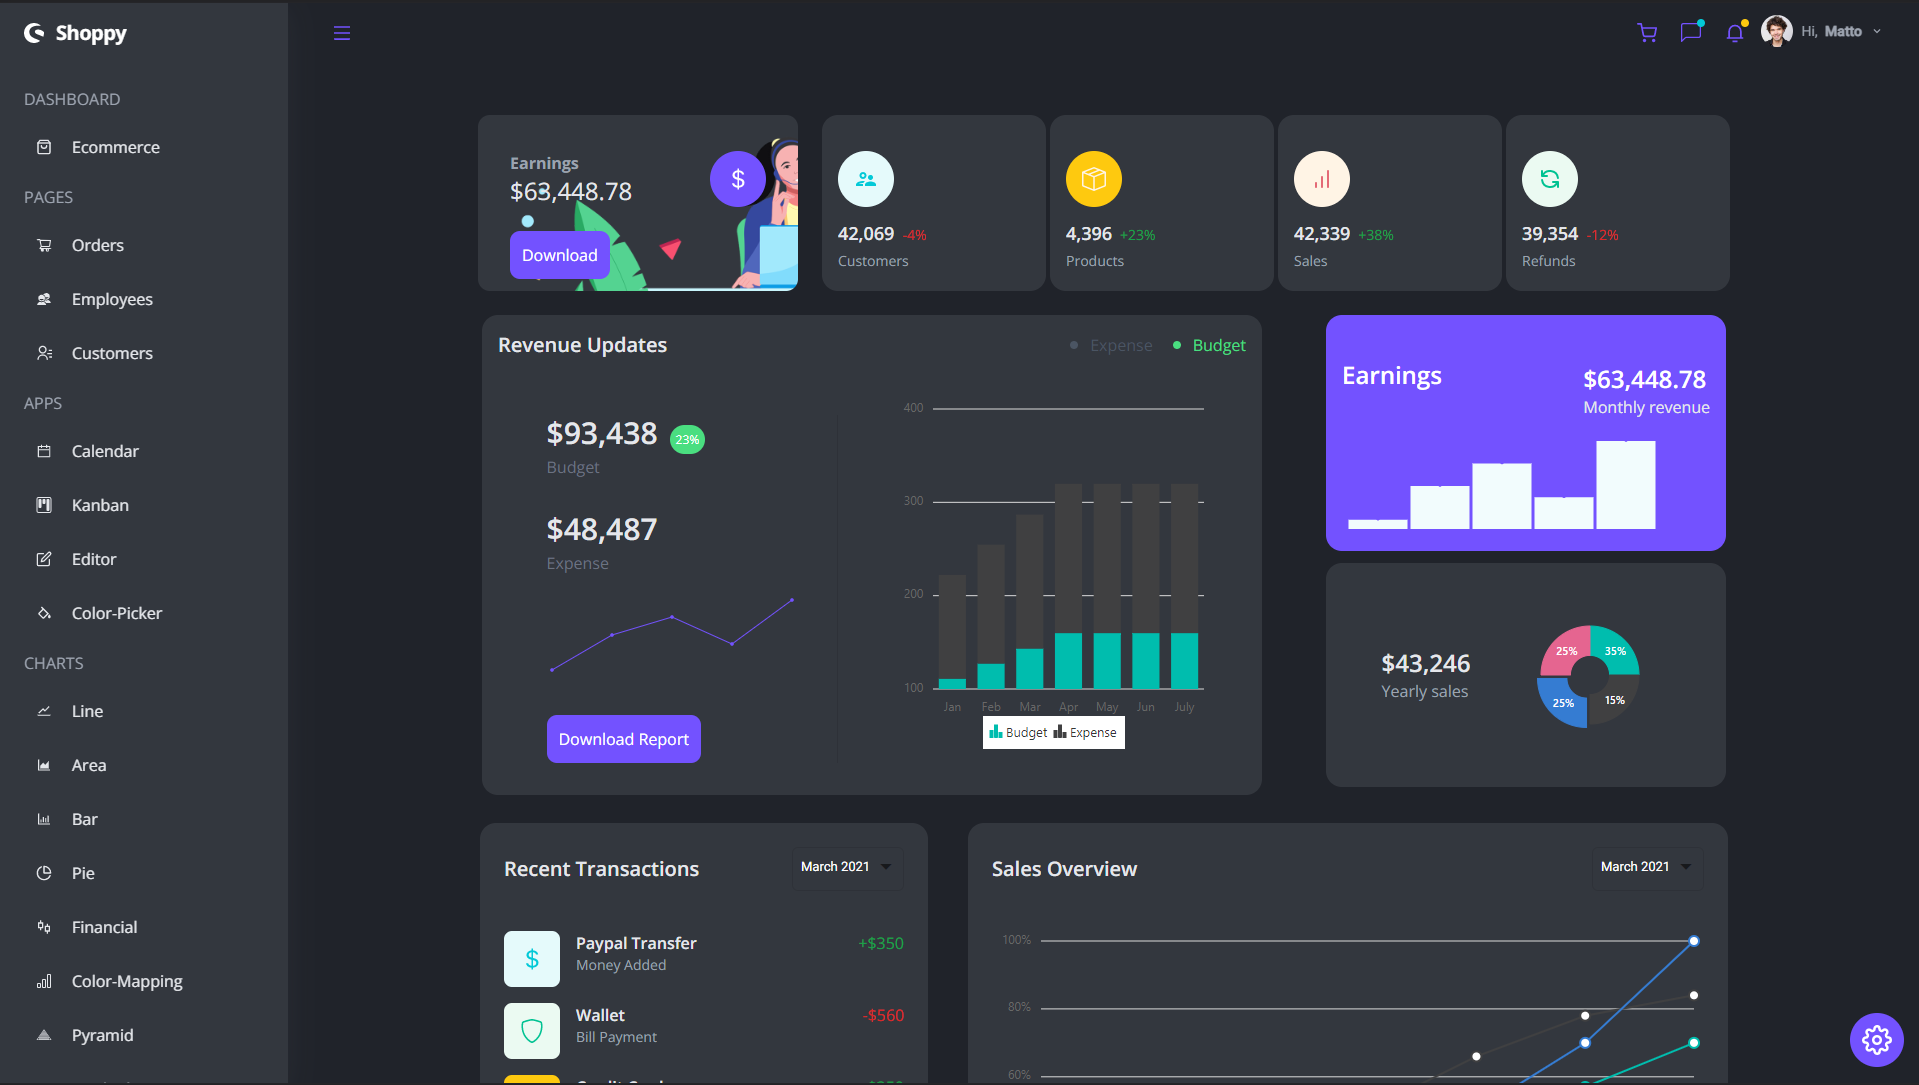 Shoppy
Hi, Matto
DASHBOARD
Ecommerce
PAGES
Orders
Employees
Customers
APPS
Calendar
Kanban
Editor
Color-Picker
CHARTS
Line
Area
Bar
Pie
Financial
Color-Mapping
Pyramid
Earnings
$63,448.78
$
Download
42,069 -4%
Customers
4,396 +23%
Products
42,339 +38%
Sales
39,354 -12%
Refunds
Revenue Updates
Expense Budget
$93,438 23%
Budget
$48,487
Expense
Download Report
400
300
200
100
Jan Feb Mar Apr May Jun July
Budget Expense
Earnings
$63,448.78
Monthly revenue
$43,246
Yearly sales
25% 35%
25% 15%
Recent Transactions
March 2021
$
Paypal Transfer +$350
Money Added
Wallet -$560
Bill Payment
Sales Overview
March 2021
100%
80%
60%